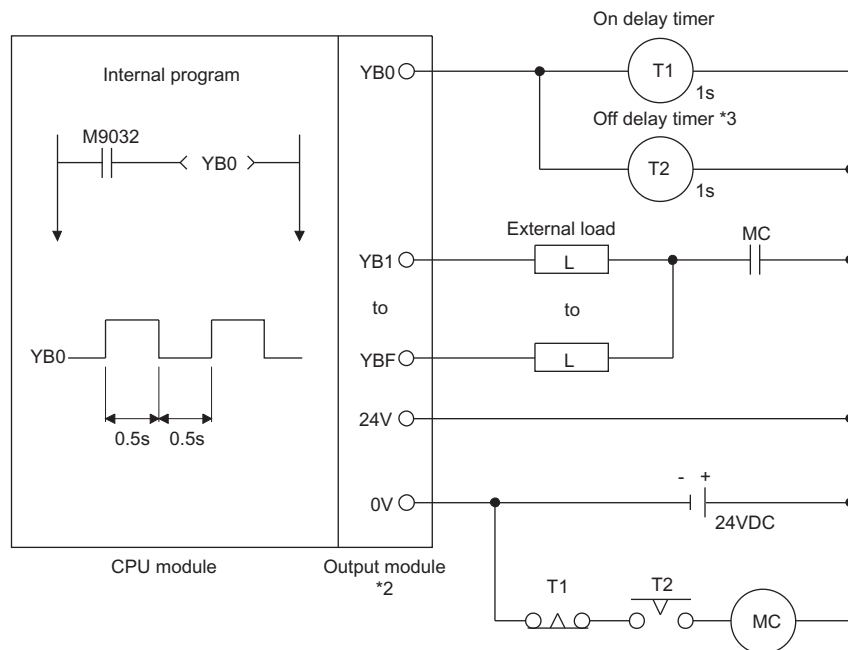 On delay timer
Internal program
YB0
T1
1s
M9032
YB0
Off delay timer *3
T2
1s
External load
MC
YB1
L
to
to
YB0
YBF
L
0.5s
0.5s
24V
- +
0V
24VDC
CPU module
Output module
*2
T1
T2
MC